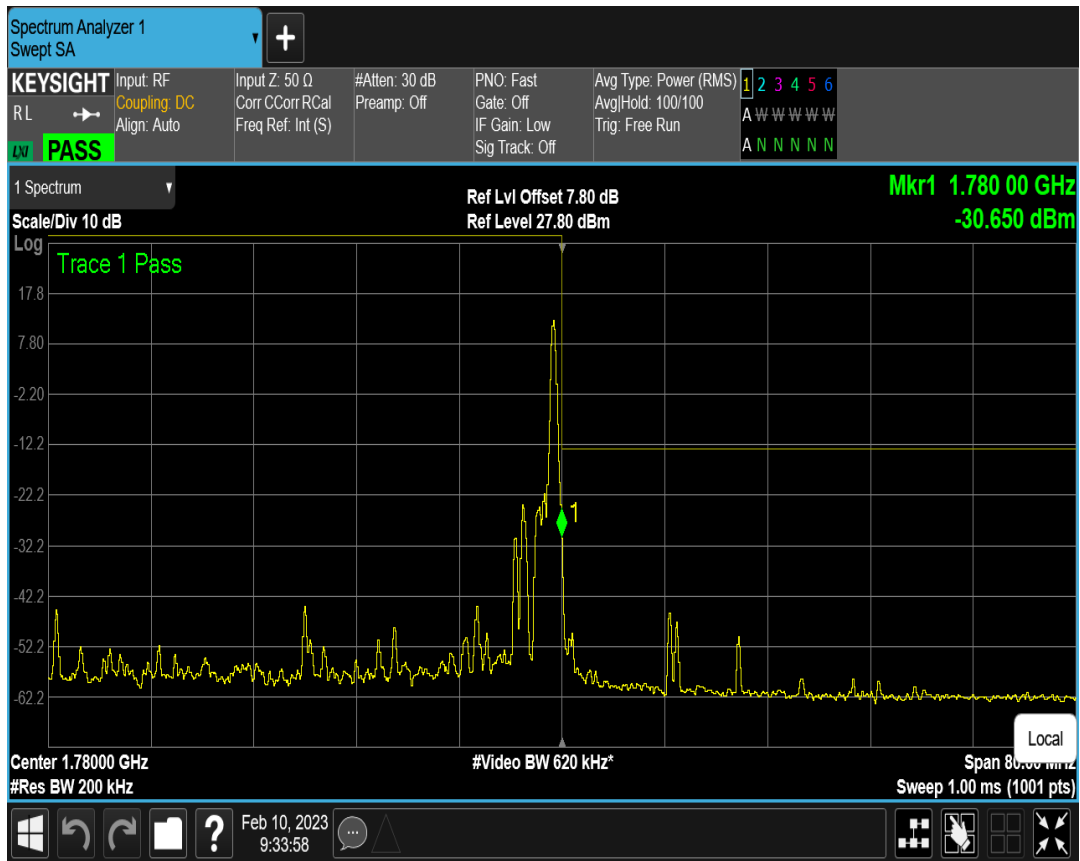 Spectrum Analyzer 1
Swept SA
+
KEYSIGHT
RL
LXI PASS
Input: RF
Coupling: DC
Align: Auto
Input Z: 50 Ω
Corr CCorr RCal
Freq Ref: Int (S)
#Atten: 30 dB
Preamp: Off
PNO: Fast
Gate: Off
IF Gain: Low
Sig Track: Off
Avg Type: Power (RMS)
Avg|Hold: 100/100
Trig: Free Run
1 2 3 4 5 6
A W W W W W
A N N N N N
1 Spectrum
Scale/Div 10 dB
Ref Lvl Offset 7.80 dB
Ref Level 27.80 dBm
Mkr1 1.780 00 GHz
-30.650 dBm
Log
Trace 1 Pass
17.8
7.80
-2.20
-12.2
-22.2
1
-32.2
-42.2
-52.2
-62.2
Local
Center 1.78000 GHz
#Video BW 620 kHz*
Span 80.00 MHz
#Res BW 200 kHz
Sweep 1.00 ms (1001 pts)
?
Feb 10, 2023
9:33:58